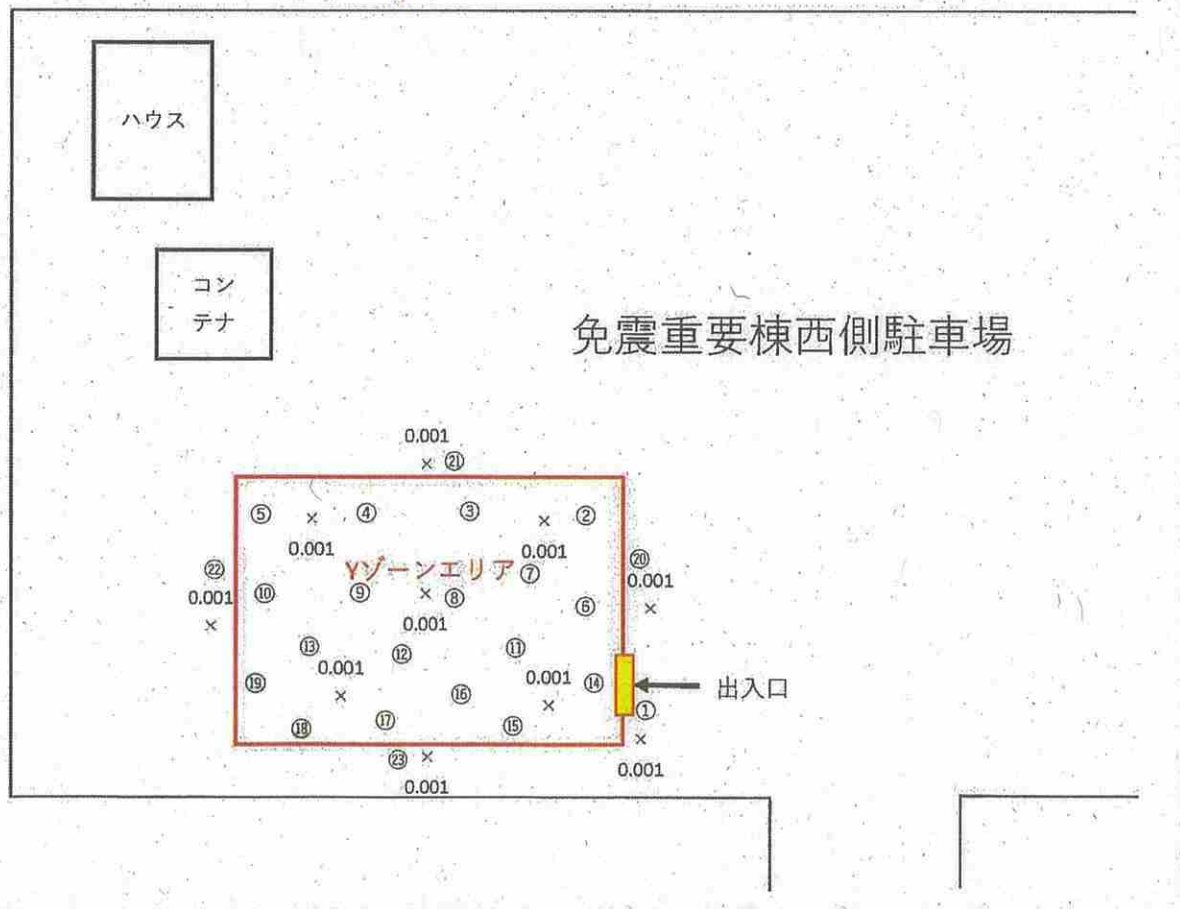 ハウス
コン
テナ
免震重要棟西側駐車場
0.001
× ㉑
⑤ × ④ ③ × ②
0.001 0.001
Yゾーンエリア ⑦
㉒ ⑳
0.001 0.001
⑩ ⑨ × ⑧ ⑥ ×
× 0.001
⑬ ⑫ ⑪
0.001 0.001
⑲ × ⑯ × ⑭ 出入口
⑱ ⑰ ⑮ ①
㉓ × ×
0.001 0.001